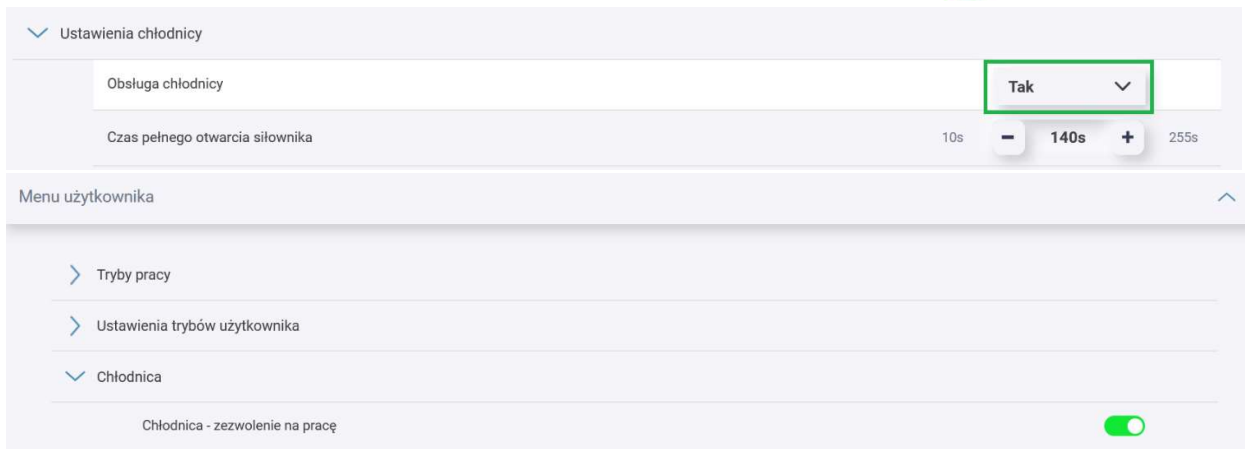 Ustawienia chłodnicy
Obsługa chłodnicy Tak
Czas pełnego otwarcia siłownika 10s − 140s + 255s
Menu użytkownika
Tryby pracy
Ustawienia trybów użytkownika
Chłodnica
Chłodnica - zezwolenie na pracę